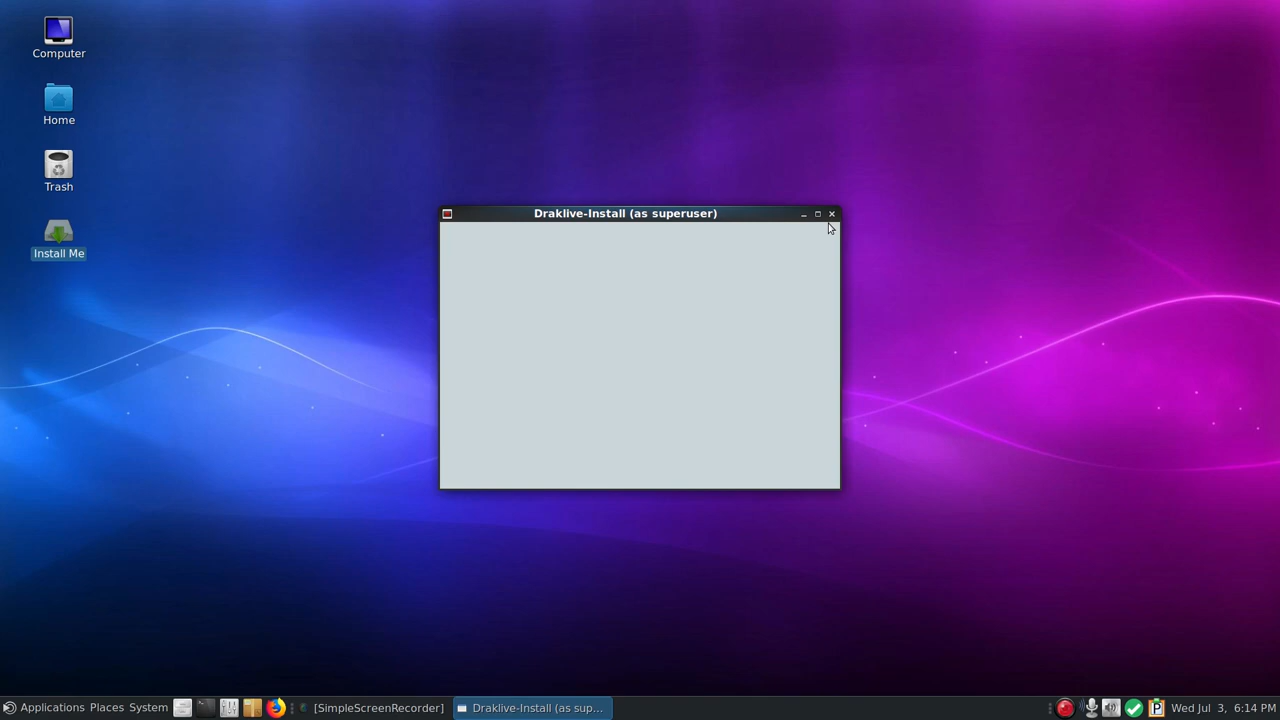 Computer
Home
Trash
Install Me
Draklive-Install (as superuser)
Applications Places System
[SimpleScreenRecorder]
Draklive-Install (as sup...
Wed Jul 3, 6:14 PM